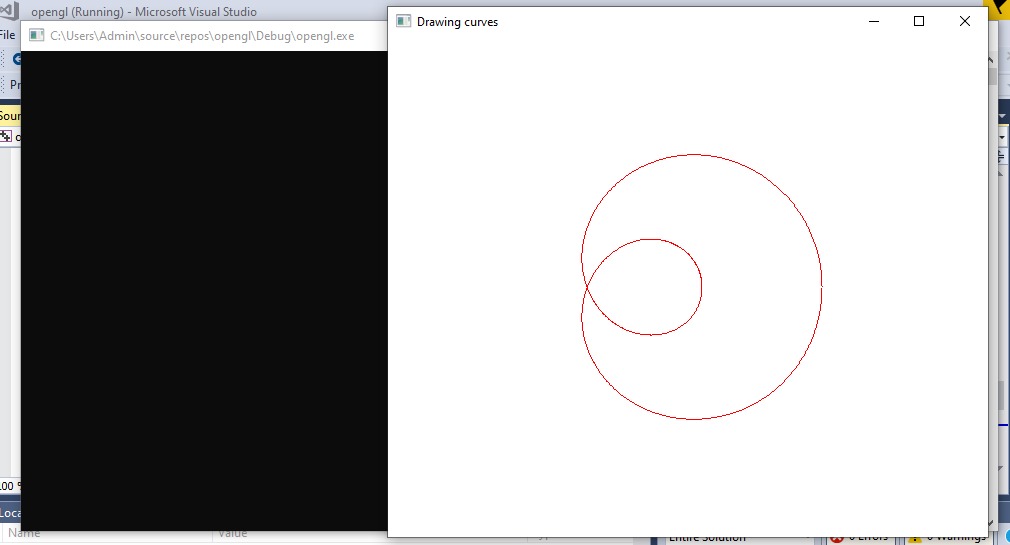 opengl (Running) - Microsoft Visual Studio
File
C:\Users\Admin\source\repos\opengl\Debug\opengl.exe
Drawing curves
Name
Value
Entire Solution
0 Errors
0 Warnings